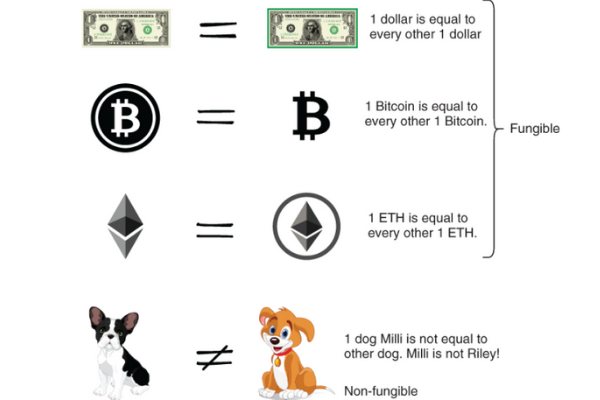 1 dollar is equal to
every other 1 dollar
1 Bitcoin is equal to
every other 1 Bitcoin.
Fungible
1 ETH is equal to
every other 1 ETH.
1 dog Milli is not equal to
other dog. Milli is not Riley!
Non-fungible